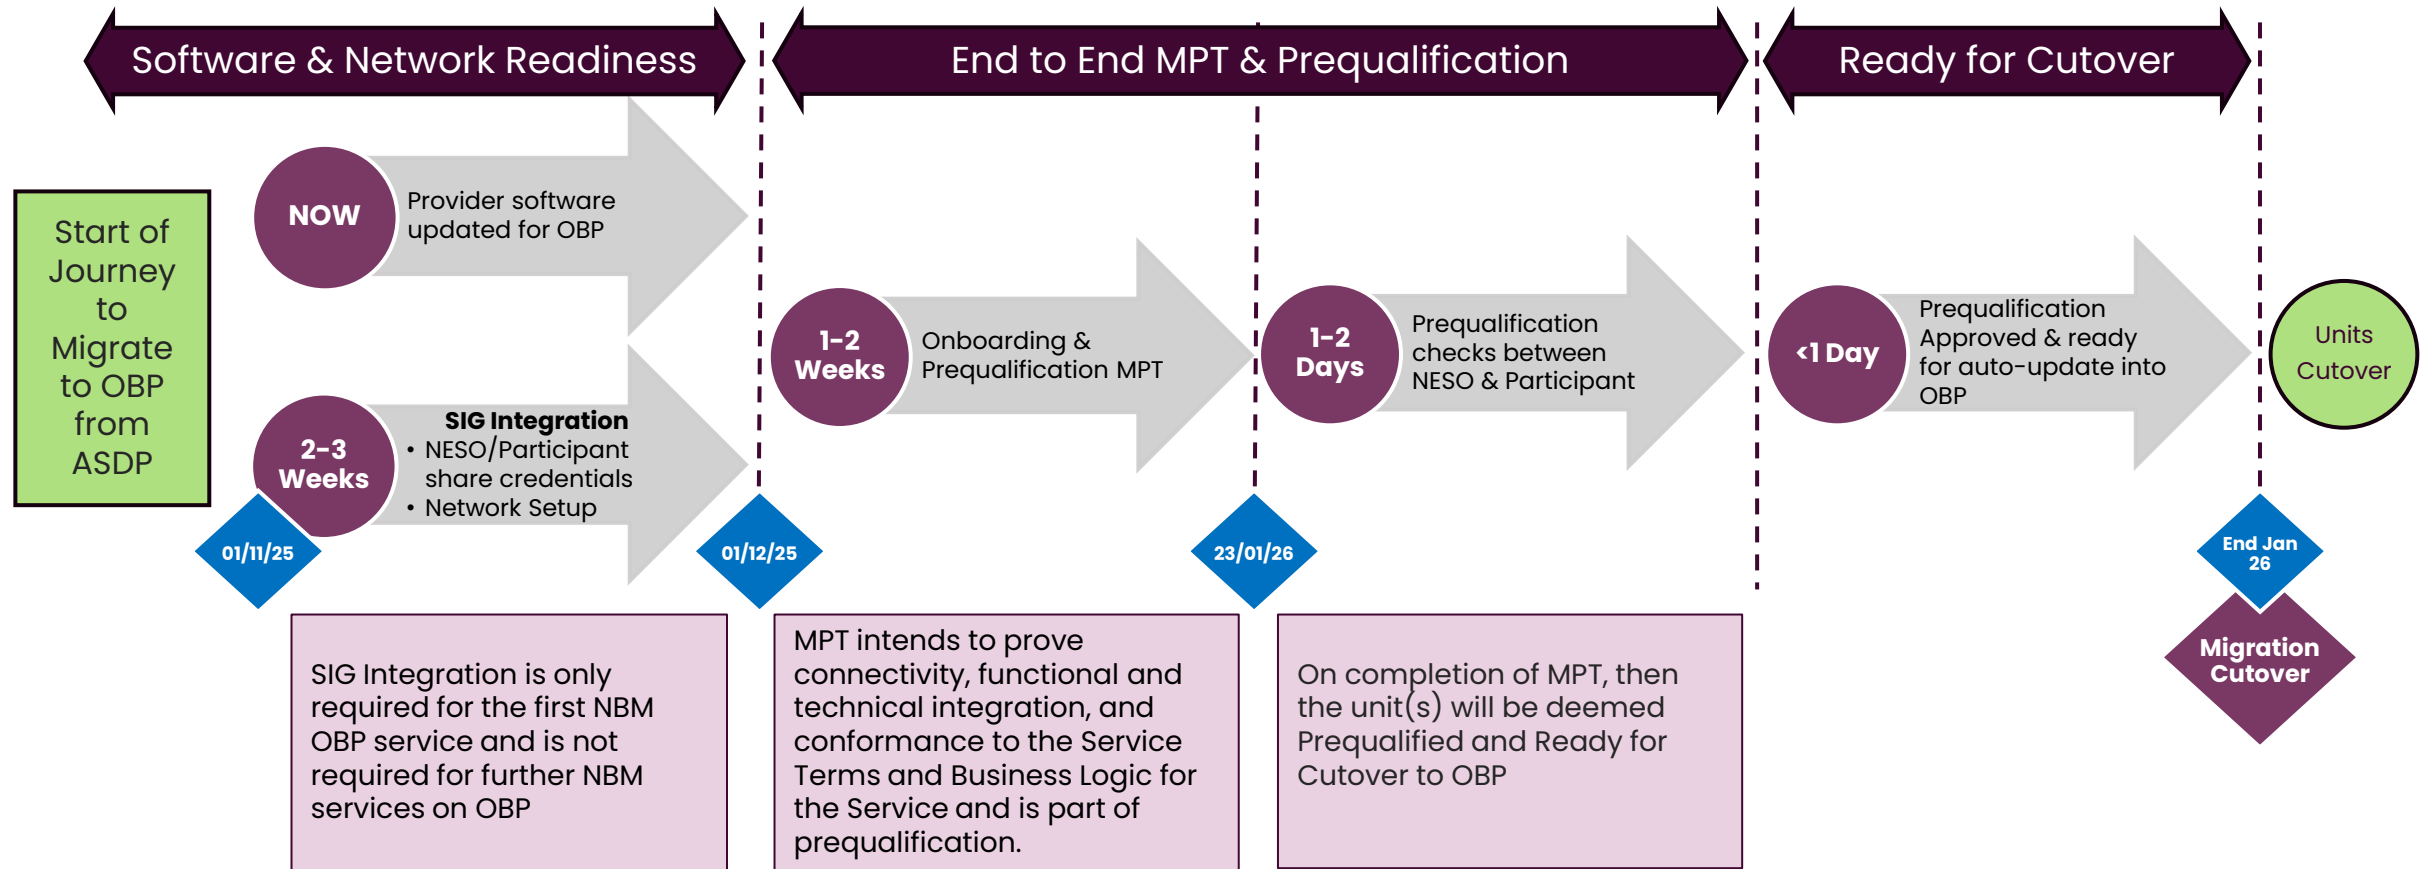 Software & Network Readiness
End to End MPT & Prequalification
Ready for Cutover
Start of
Journey
to
Migrate
to OBP
from
ASDP
NOW
Provider software
updated for OBP
2-3
Weeks
SIG Integration
• NESO/Participant
share credentials
• Network Setup
1-2
Weeks
Onboarding &
Prequalification MPT
1-2
Days
Prequalification
checks between
NESO & Participant
<1 Day
Prequalification
Approved & ready
for auto-update into
OBP
Units
Cutover
01/11/25
01/12/25
23/01/26
End Jan
26
Migration
Cutover
SIG Integration is only
required for the first NBM
OBP service and is not
required for further NBM
services on OBP
MPT intends to prove
connectivity, functional and
technical integration, and
conformance to the Service
Terms and Business Logic for
the Service and is part of
prequalification.
On completion of MPT, then
the unit(s) will be deemed
Prequalified and Ready for
Cutover to OBP